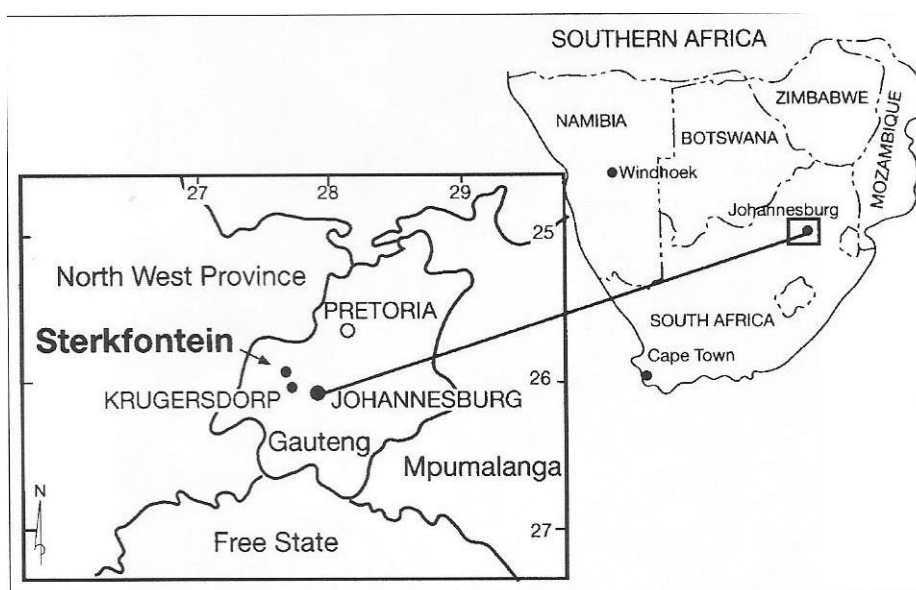 SOUTHERN AFRICA
ZIMBABWE
NAMIBIA
BOTSWANA
MOZAMBIQUE
Windhoek
Johannesburg
SOUTH AFRICA
Cape Town
27 28 29
25
North West Province
PRETORIA
Sterkfontein
26
KRUGERSDORP
JOHANNESBURG
Gauteng
Mpumalanga
N
27
Free State